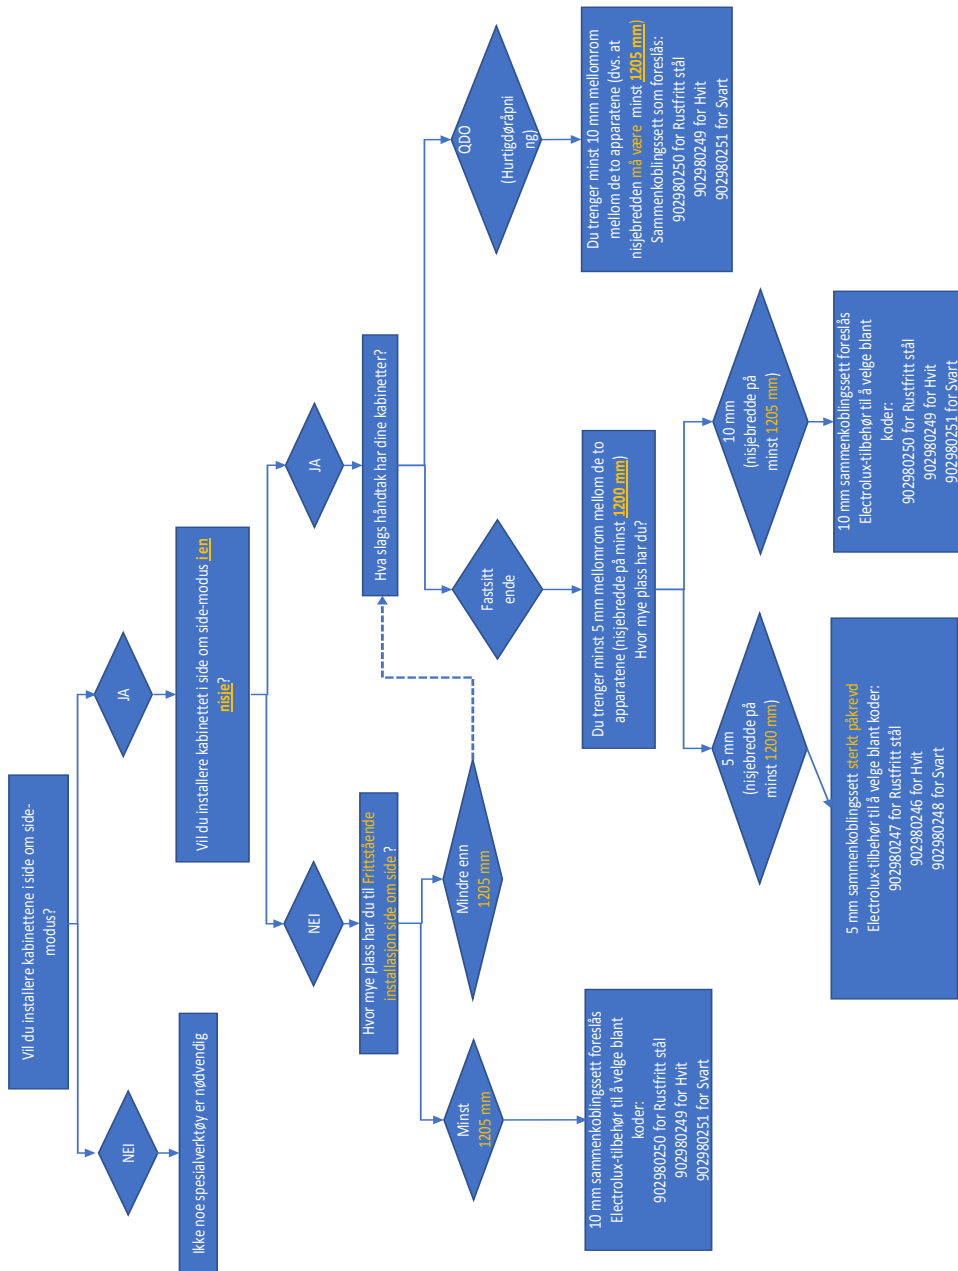 Vil du installere kabinettene i side om side-
modus?
NEI
JA
Ikke noe spesialverktøy er nødvendig
Vil du installere kabinettet i side om side-modus i en
nisje?
NEI
JA
Hvor mye plass har du til Frittstående
installasjon side om side ?
Hva slags håndtak har dine kabinetter?
Minst
1205 mm
Mindre enn
1205 mm
Fastsitt
ende
QDO
(Hurtigdøråpni
ng)
10 mm sammenkoblingssett foreslås
Electrolux-tilbehør til å velge blant
koder:
902980250 for Rustfritt stål
902980249 for Hvit
902980251 for Svart
Du trenger minst 5 mm mellomrom mellom de to
apparatene (nisjebredde på minst 1200 mm)
Hvor mye plass har du?
Du trenger minst 10 mm mellomrom
mellom de to apparatene (dvs. at
nisjebredden må være minst 1205 mm)
Sammenkoblingssett som foreslås:
902980250 for Rustfritt stål
902980249 for Hvit
902980251 for Svart
5 mm
(nisjebredde på
minst 1200 mm)
10 mm
(nisjebredde på
minst 1205 mm)
5 mm sammenkoblingssett sterkt påkrevd
Electrolux-tilbehør til å velge blant koder:
902980247 for Rustfritt stål
902980246 for Hvit
902980248 for Svart
10 mm sammenkoblingssett foreslås
Electrolux-tilbehør til å velge blant
koder:
902980250 for Rustfritt stål
902980249 for Hvit
902980251 for Svart